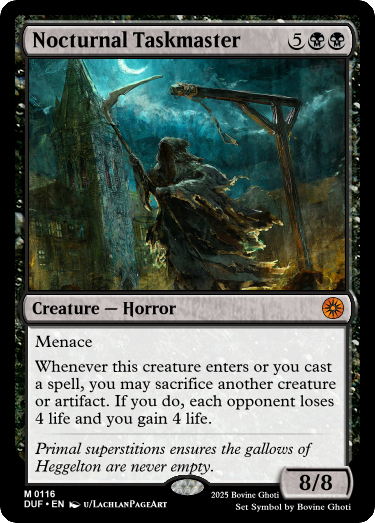 Nocturnal Taskmaster 5
Creature — Horror
Menace
Whenever this creature enters or you cast
a spell, you may sacrifice another creature
or artifact. If you do, each opponent loses
4 life and you gain 4 life.
Primal superstitions ensures the gallows of
Heggelton are never empty.
8/8
M 0116
DUF • EN u/LachlanPageArt
2025 Bovine Ghoti
Set Symbol by Bovine Ghoti